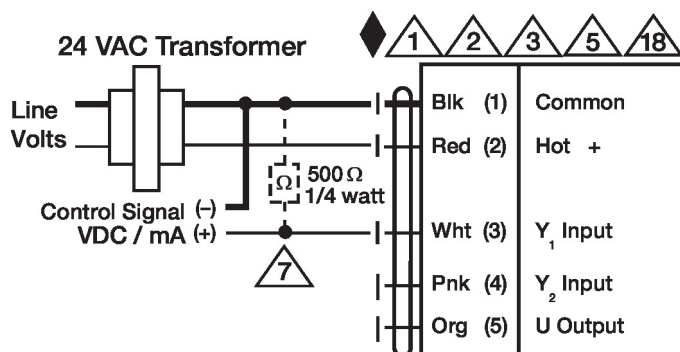 24 VAC Transformer
1 2 3 5 18
Line
Volts
Blk (1) Common
Red (2) Hot +
Ω 500 Ω
1/4 watt
Control Signal (–)
VDC / mA (+)
Wht (3) Y₁ Input
7
Pnk (4) Y₂ Input
Org (5) U Output